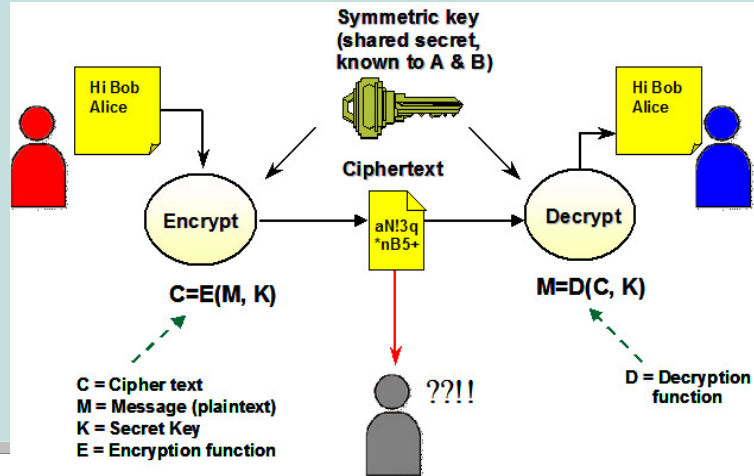 Symmetric key
(shared secret,
known to A & B)
Hi Bob
Alice
Hi Bob
Alice
Ciphertext
Encrypt
aN!3q
*nB5+
Decrypt
C=E(M, K)
M=D(C, K)
C = Cipher text
M = Message (plaintext)
K = Secret Key
E = Encryption function
??!!
D = Decryption
function